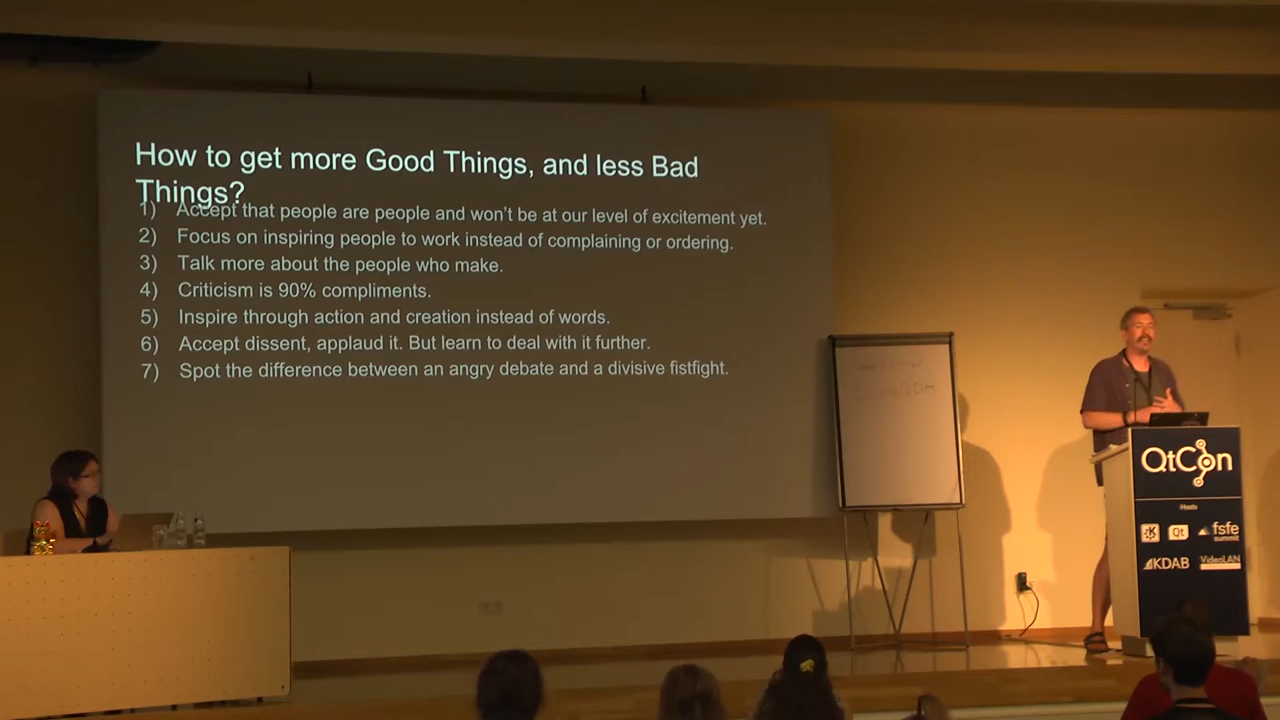 How to get more Good Things, and less Bad
Things?
1) Accept that people are people and won't be at our level of excitement yet.
2) Focus on inspiring people to work instead of complaining or ordering.
3) Talk more about the people who make.
4) Criticism is 90% compliments.
5) Inspire through action and creation instead of words.
6) Accept dissent, applaud it. But learn to deal with it further.
7) Spot the difference between an angry debate and a divisive fistfight.
QtCon
Hosts
K Qt fsfe
summit
KDAB VideoLAN